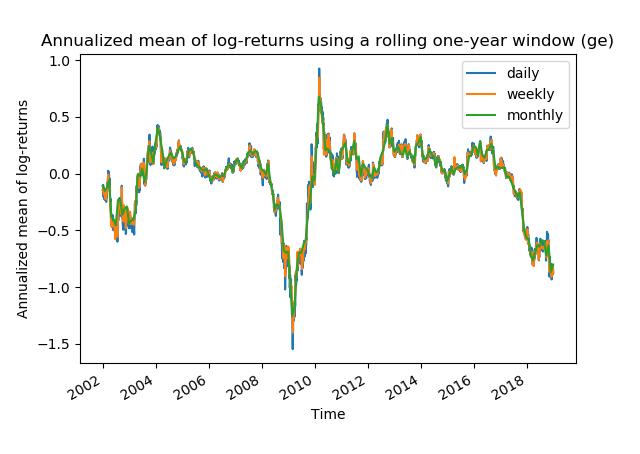 Annualized mean of log-returns using a rolling one-year window (ge)
Annualized mean of log-returns
1.0
0.5
0.0
−0.5
−1.0
−1.5
daily
weekly
monthly
2002
2004
2006
2008
2010
2012
2014
2016
2018
Time